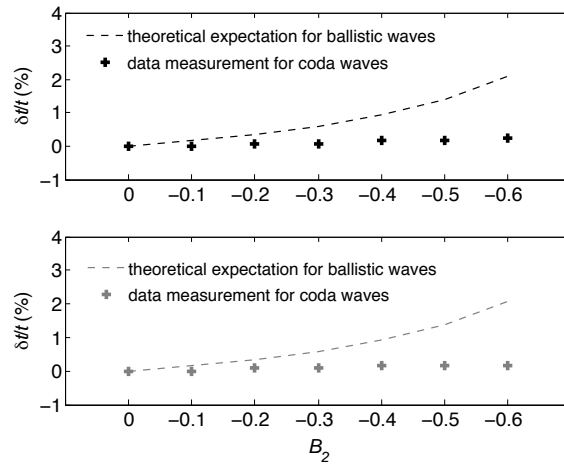 4
theoretical expectation for ballistic waves
3
data measurement for coda waves
2
δt/t (%)
1
0
−1
0 −0.1 −0.2 −0.3 −0.4 −0.5 −0.6
4
3
theoretical expectation for ballistic waves
data measurement for coda waves
2
δt/t (%)
1
0
−1
0 −0.1 −0.2 −0.3 −0.4 −0.5 −0.6
B_2